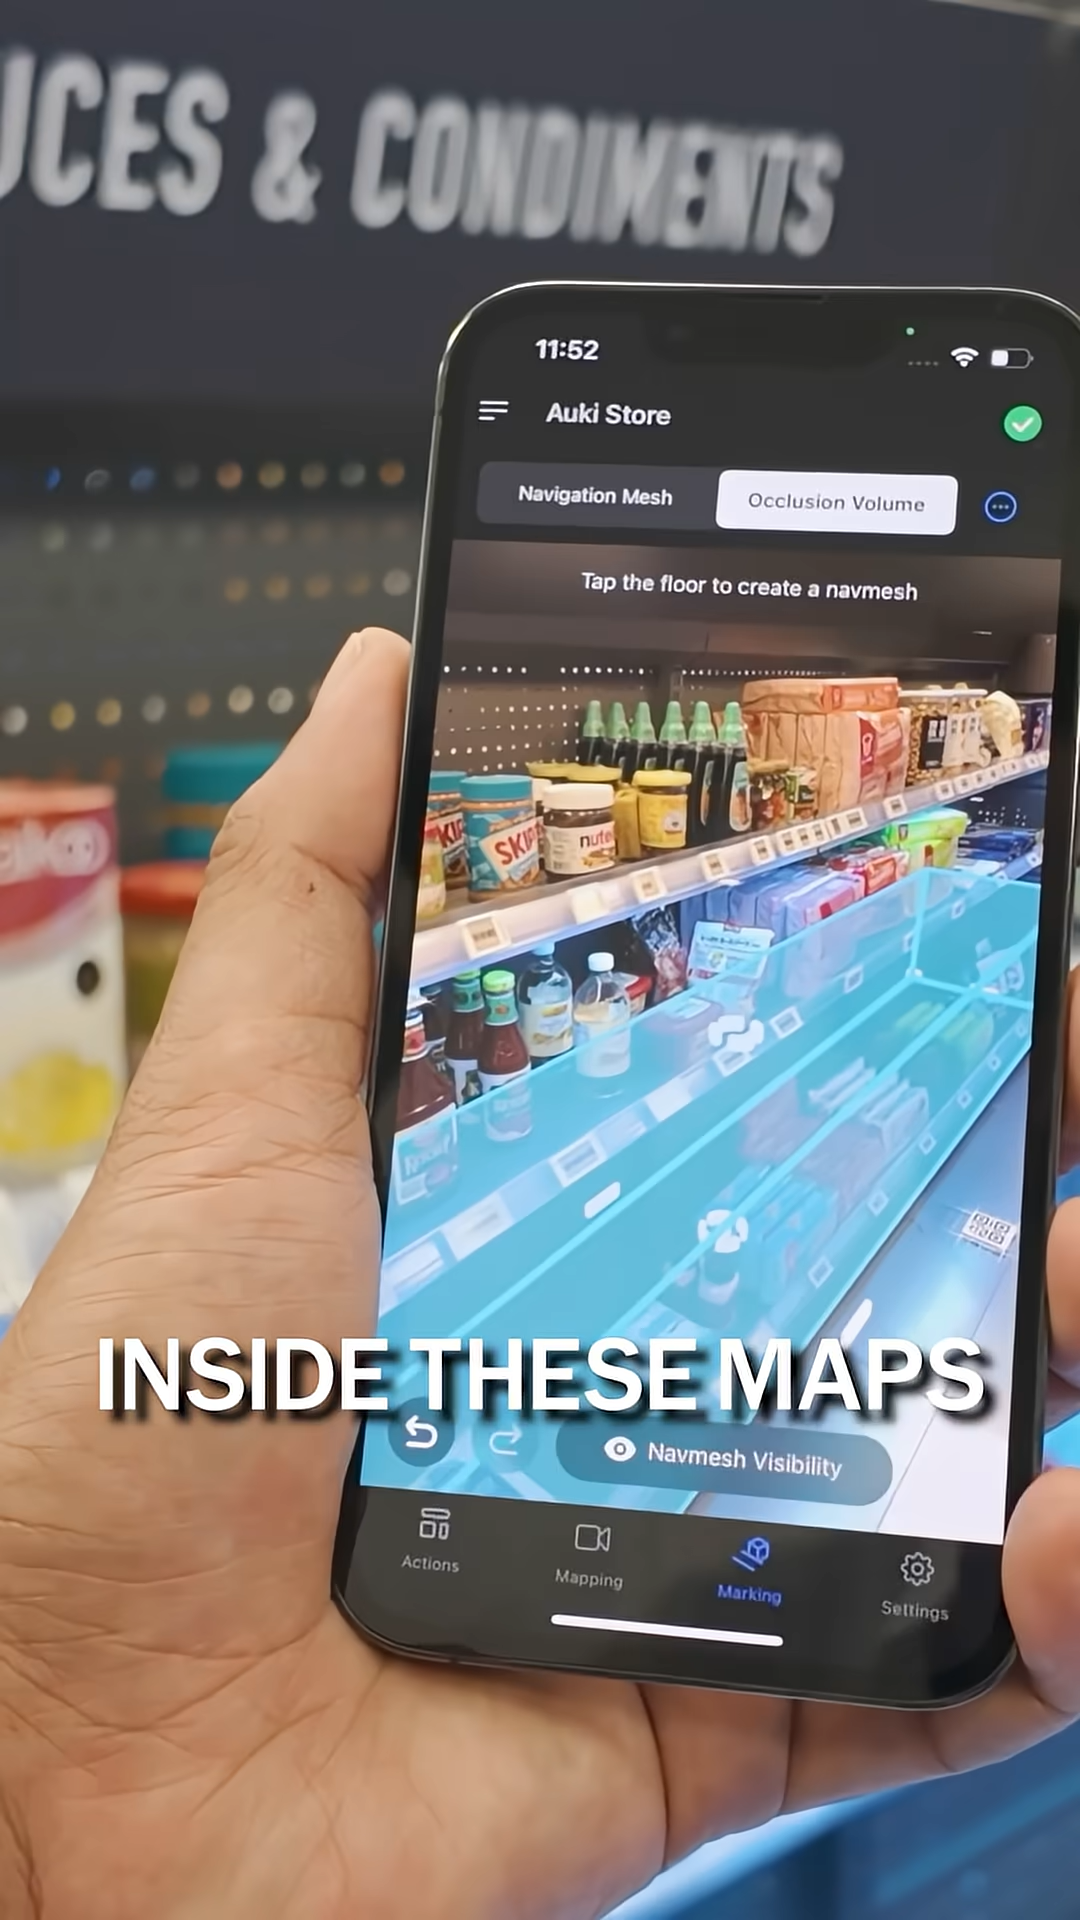 UCES & CONDIMENTS
11:52
Auki Store
Navigation Mesh
Occlusion Volume
Tap the floor to create a navmesh
SKIP
nute
INSIDE THESE MAPS
Navmesh Visibility
Actions
Mapping
Marking
Settings